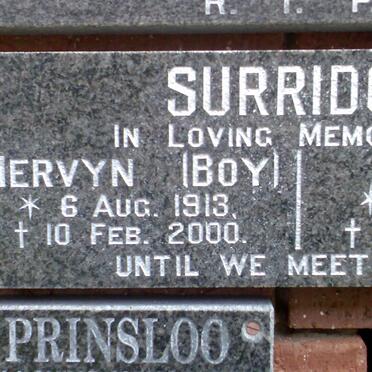 R. I. P
SURRIDG
IN LOVING MEMO
MERVYN (BOY)
* 6 AUG. 1913.
† 10 FEB. 2000.
UNTIL WE MEET
PRINSLOO